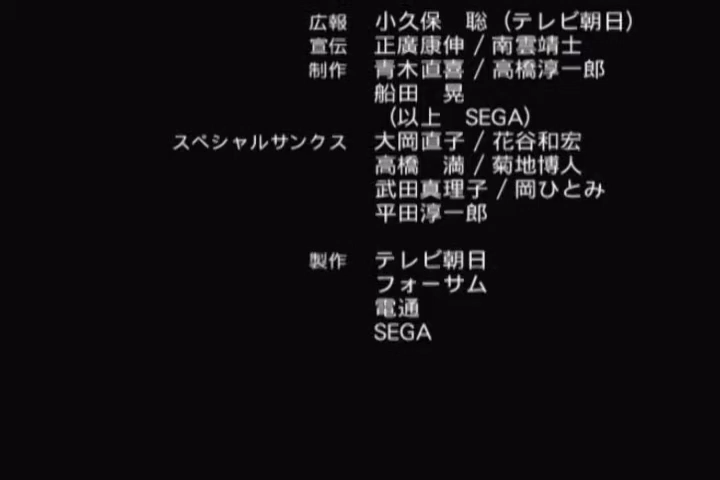 広報 小久保 聡（テレビ朝日）
宣伝 正廣康伸 / 南雲靖士
制作 青木直喜 / 高橋淳一郎
船田 晃
（以上 SEGA）
スペシャルサンクス 大岡直子 / 花谷和宏
高橋 満 / 菊地博人
武田真理子 / 岡ひとみ
平田淳一郎
製作 テレビ朝日
フォーサム
電通
SEGA